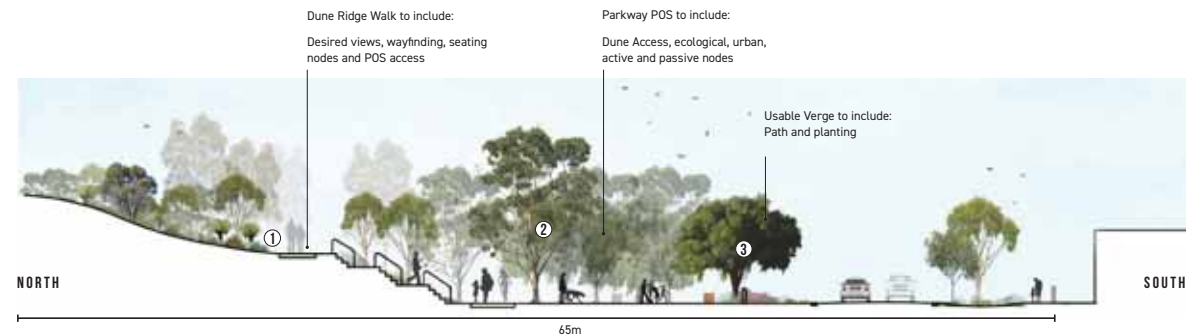 Dune Ridge Walk to include:
Desired views, wayfinding, seating
nodes and POS access
Parkway POS to include:
Dune Access, ecological, urban,
active and passive nodes
Usable Verge to include:
Path and planting
1
2
3
NORTH
SOUTH
65m